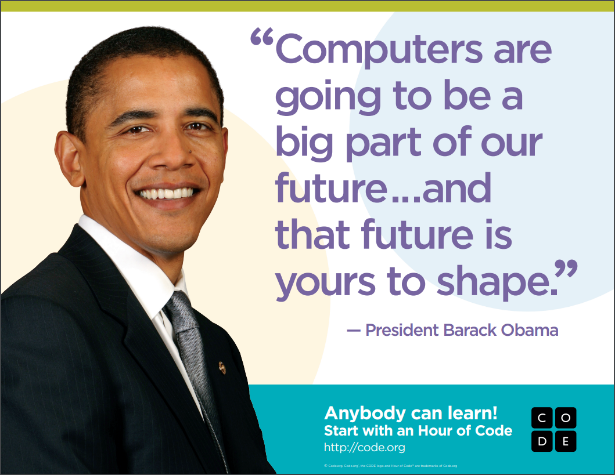 “Computers are
going to be a
big part of our
future...and
that future is
yours to shape.”
— President Barack Obama
Anybody can learn!
Start with an Hour of Code
http://code.org
C O
D E